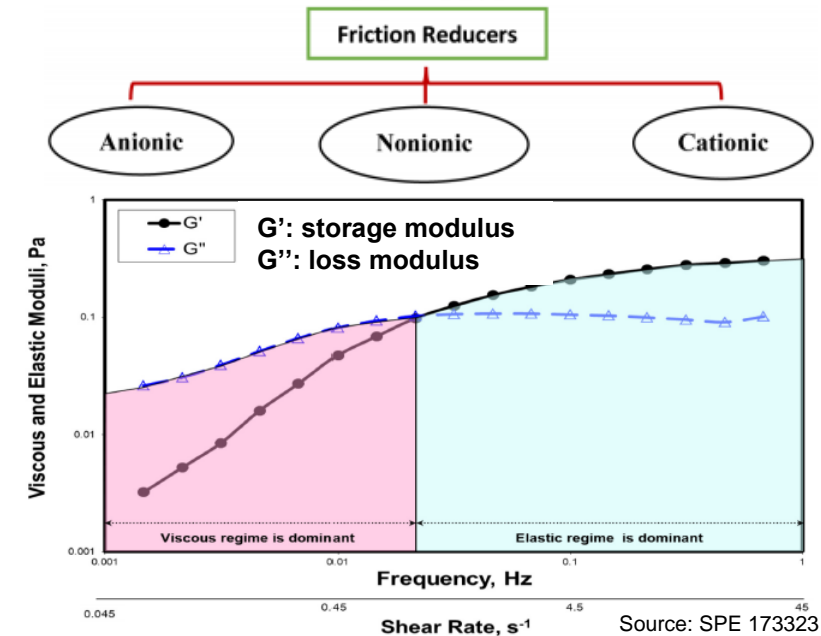 Friction Reducers
Anionic
Nonionic
Cationic
1
G'
G"
G’: storage modulus
G’’: loss modulus
0.1
0.01
0.001
Viscous and Elastic Moduli, Pa
Viscous regime is dominant
Elastic regime is dominant
0.001
0.01
0.1
1
Frequency, Hz
0.045
0.45
4.5
45
Shear Rate, s-1
Source: SPE 173323